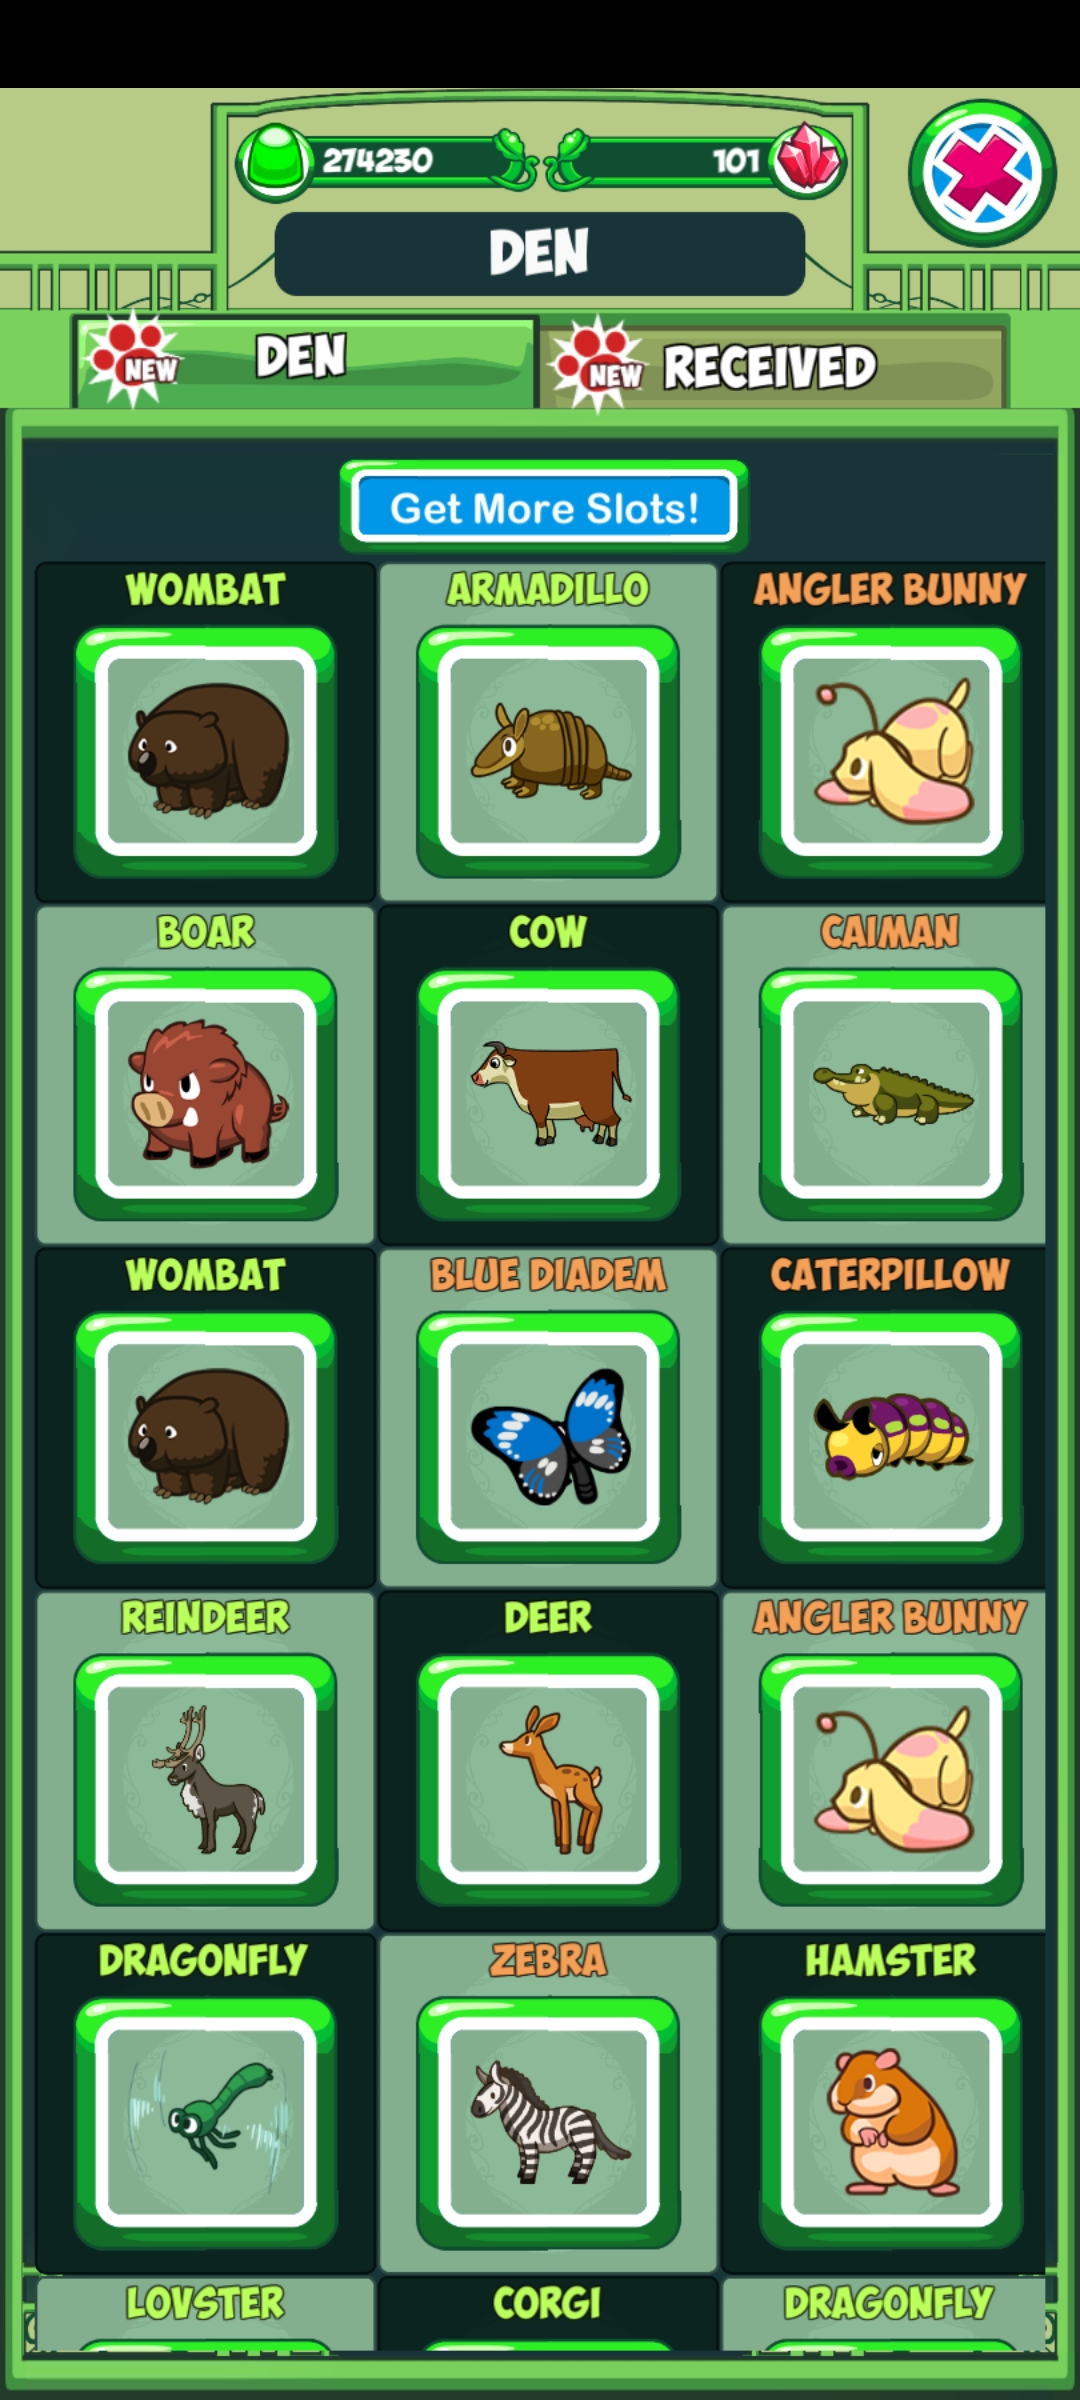 274230
101
DEN
NEW
DEN
NEW
RECEIVED
Get More Slots!
WOMBAT
ARMADILLO
ANGLER BUNNY
BOAR
COW
CAIMAN
WOMBAT
BLUE DIADEM
CATERPILLOW
REINDEER
DEER
ANGLER BUNNY
DRAGONFLY
ZEBRA
HAMSTER
LOVSTER
CORGI
DRAGONFLY